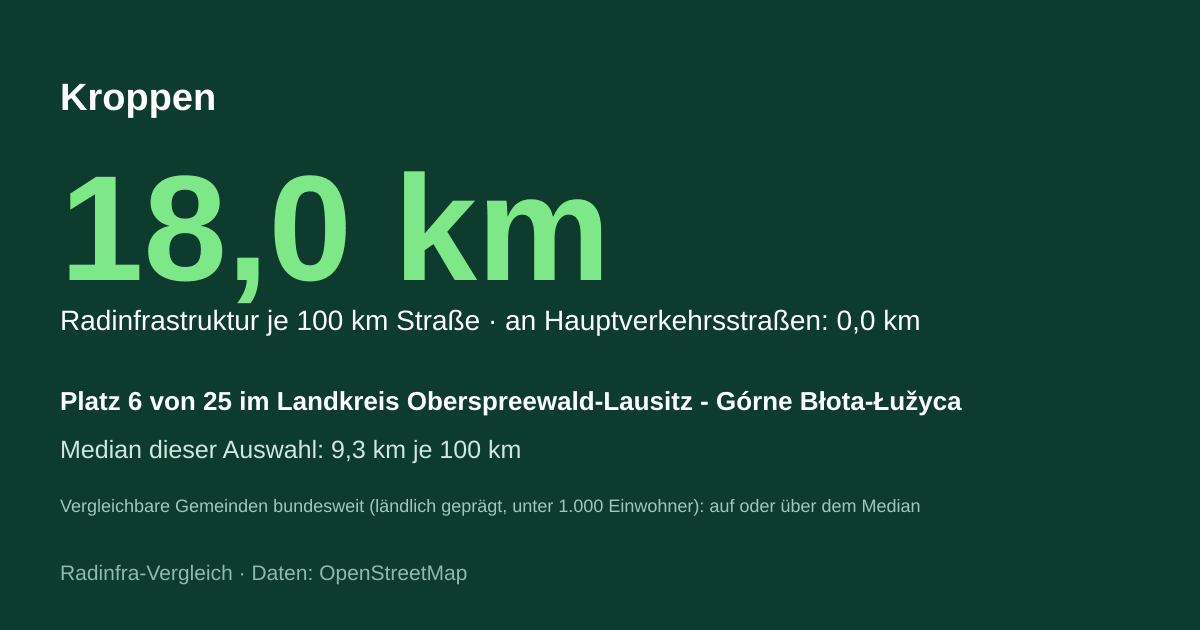 Kroppen
18,0 km
Radinfrastruktur je 100 km Straße · an Hauptverkehrsstraßen: 0,0 km
Platz 6 von 25 im Landkreis Oberspreewald-Lausitz - Górne Błota-Łužyca
Median dieser Auswahl: 9,3 km je 100 km
Vergleichbare Gemeinden bundesweit (ländlich geprägt, unter 1.000 Einwohner): auf oder über dem Median
Radinfra-Vergleich · Daten: OpenStreetMap